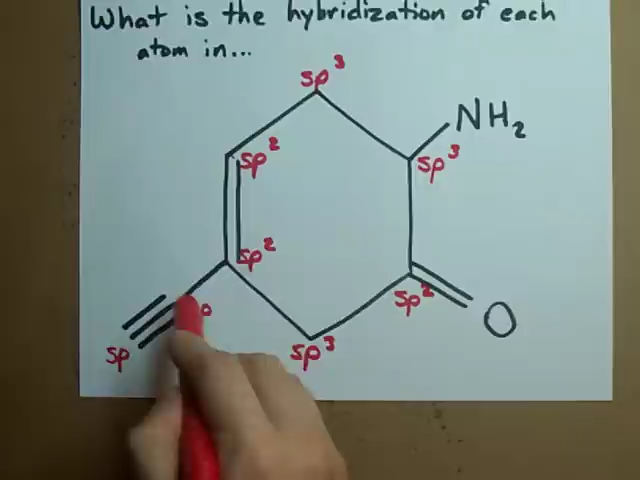 What is the hybridization of each
atom in...
sp³
NH₂
sp²
sp³
sp²
sp²
O
sp³
sp